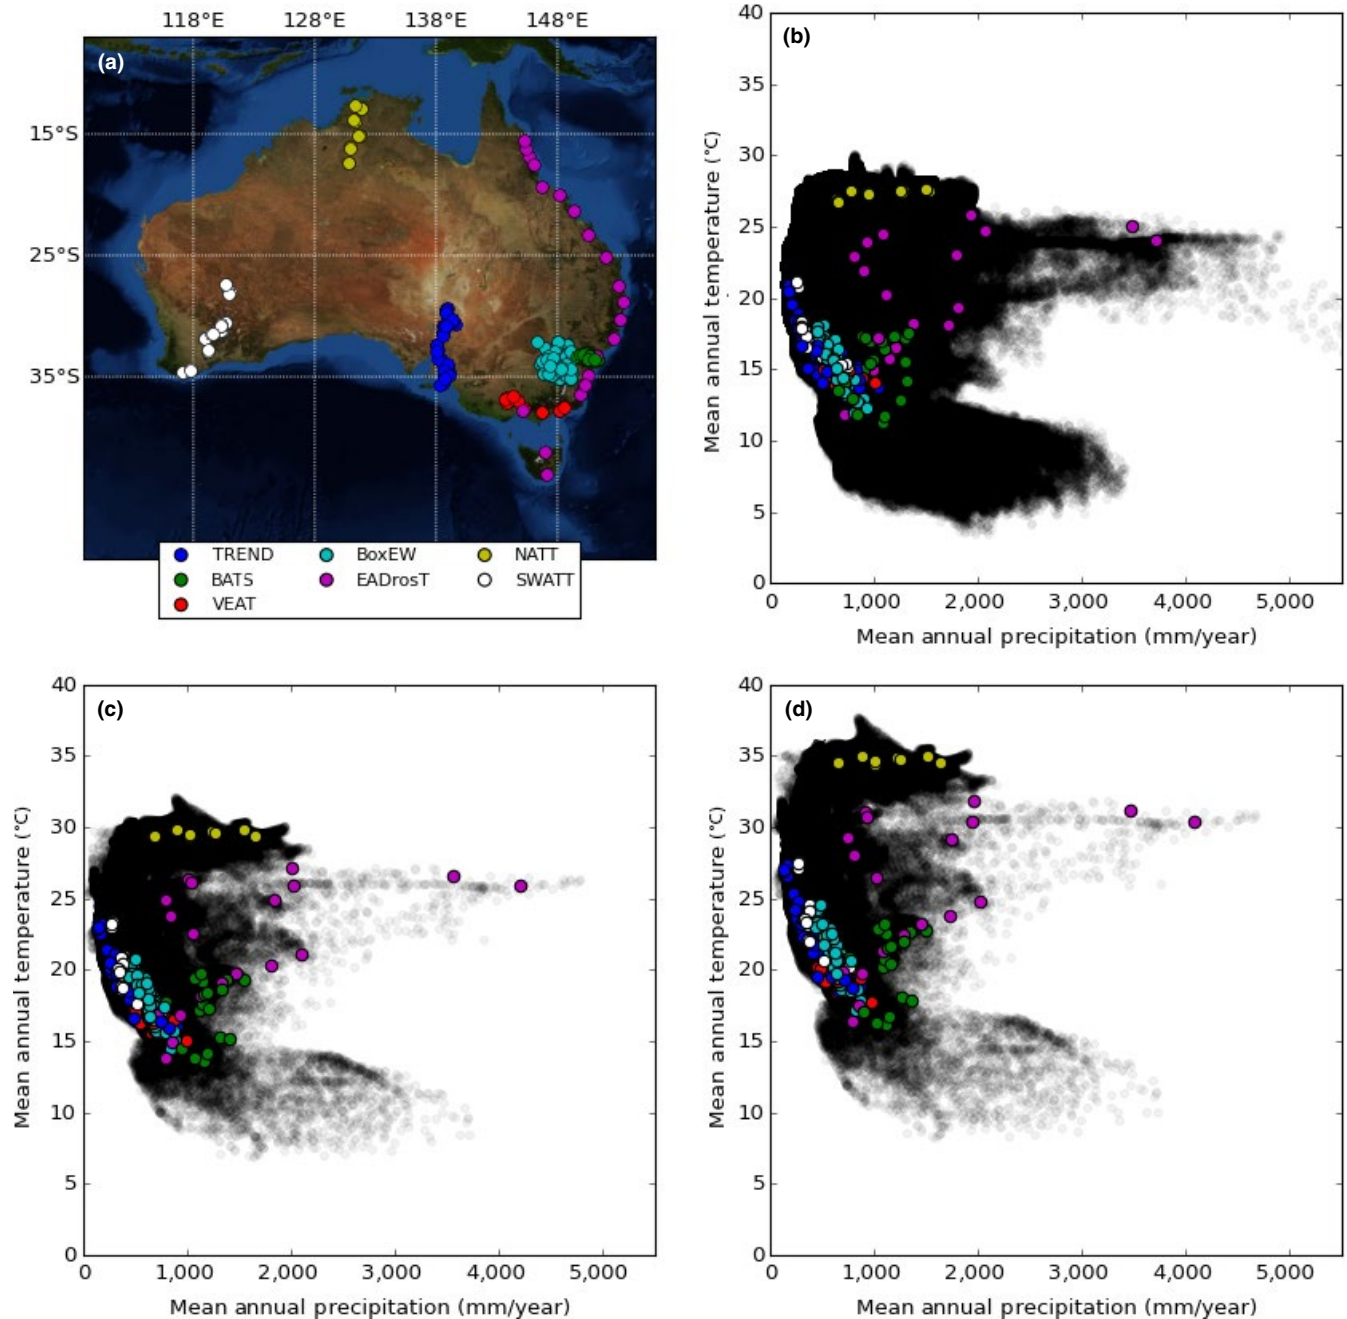 118°E 128°E 138°E 148°E
(a)
15°S
25°S
35°S
TREND BoxEW NATT
BATS EADrosT SWATT
VEAT
(b)
40
35
30
25
20
15
10
5
0
Mean annual temperature (°C)
0 1,000 2,000 3,000 4,000 5,000
Mean annual precipitation (mm/year)
(c)
40
35
30
25
20
15
10
5
0
Mean annual temperature (°C)
0 1,000 2,000 3,000 4,000 5,000
Mean annual precipitation (mm/year)
(d)
40
35
30
25
20
15
10
5
0
Mean annual temperature (°C)
0 1,000 2,000 3,000 4,000 5,000
Mean annual precipitation (mm/year)